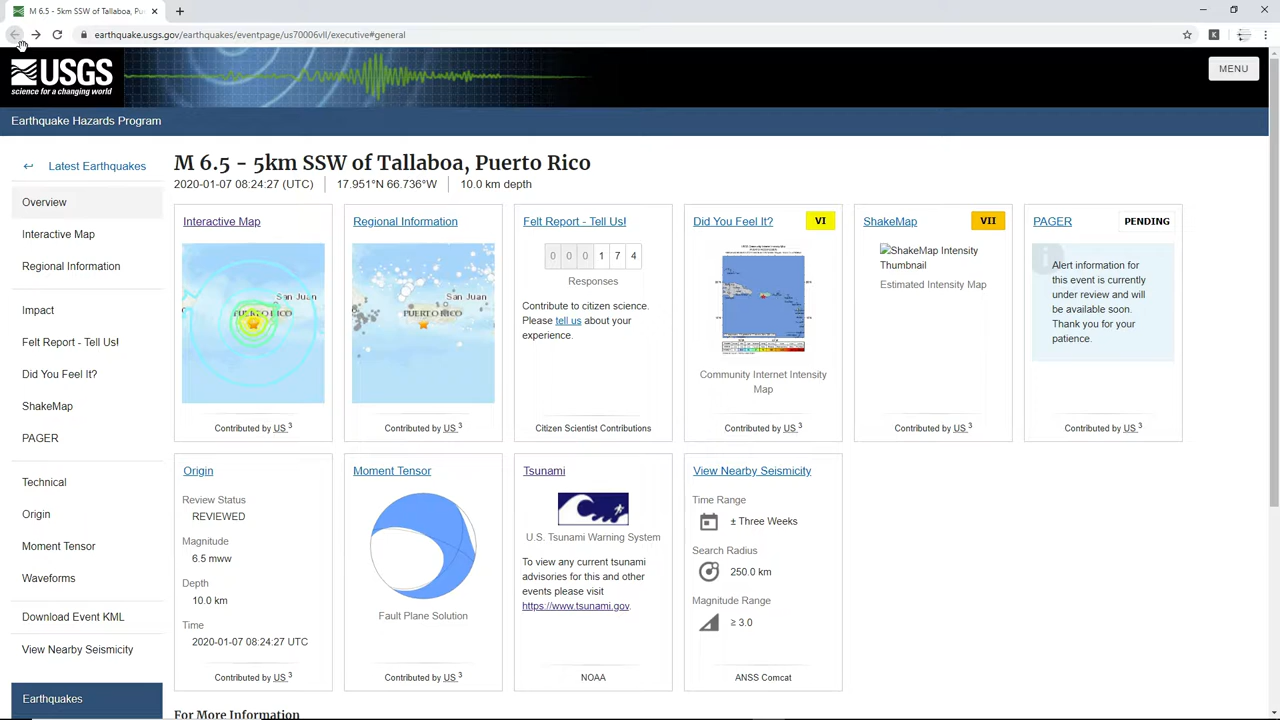 M 6.5 - 5km SSW of Tallaboa, Pu
earthquake.usgs.gov/earthquakes/eventpage/us70006vll/executive#general
K
USGS
science for a changing world
MENU
Earthquake Hazards Program
Latest Earthquakes
Overview
Interactive Map
Regional Information
Impact
Felt Report - Tell Us!
Did You Feel It?
ShakeMap
PAGER
Technical
Origin
Moment Tensor
Waveforms
Download Event KML
View Nearby Seismicity
Earthquakes
M 6.5 - 5km SSW of Tallaboa, Puerto Rico
2020-01-07 08:24:27 (UTC) 17.951°N 66.736°W 10.0 km depth
Interactive Map
San Juan
PUERTO RICO
Contributed by US 3
Regional Information
San Juan
PUERTO RICO
Contributed by US 3
Felt Report - Tell Us!
0 0 0 1 7 4
Responses
Contribute to citizen science.
Please tell us about your
experience.
Citizen Scientist Contributions
Did You Feel It? VI
Community Internet Intensity
Map
Contributed by US 3
ShakeMap VII
ShakeMap Intensity
Thumbnail
Estimated Intensity Map
Contributed by US 3
PAGER PENDING
Alert information for
this event is currently
under review and will
be available soon.
Thank you for your
patience.
Contributed by US 3
Origin
Review Status
REVIEWED
Magnitude
6.5 mww
Depth
10.0 km
Time
2020-01-07 08:24:27 UTC
Contributed by US 3
Moment Tensor
Fault Plane Solution
Contributed by US 3
Tsunami
U.S. Tsunami Warning System
To view any current tsunami
advisories for this and other
events please visit
https://www.tsunami.gov.
NOAA
View Nearby Seismicity
Time Range
± Three Weeks
Search Radius
250.0 km
Magnitude Range
≥ 3.0
ANSS Comcat
For More Information